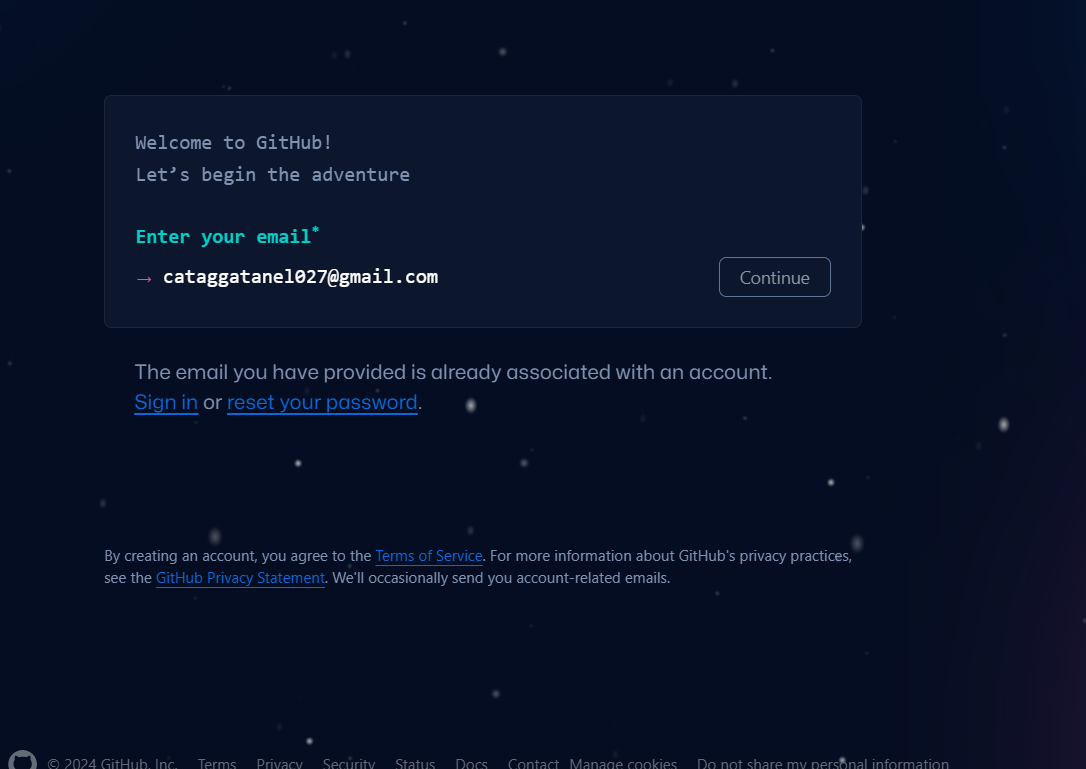 Welcome to GitHub!
Let’s begin the adventure
Enter your email*
→ cataggatanel027@gmail.com
Continue
The email you have provided is already associated with an account.
Sign in or reset your password.
By creating an account, you agree to the Terms of Service. For more information about GitHub's privacy practices,
see the GitHub Privacy Statement. We'll occasionally send you account-related emails.
© 2024 GitHub, Inc. Terms Privacy Security Status Docs Contact Manage cookies Do not share my personal information